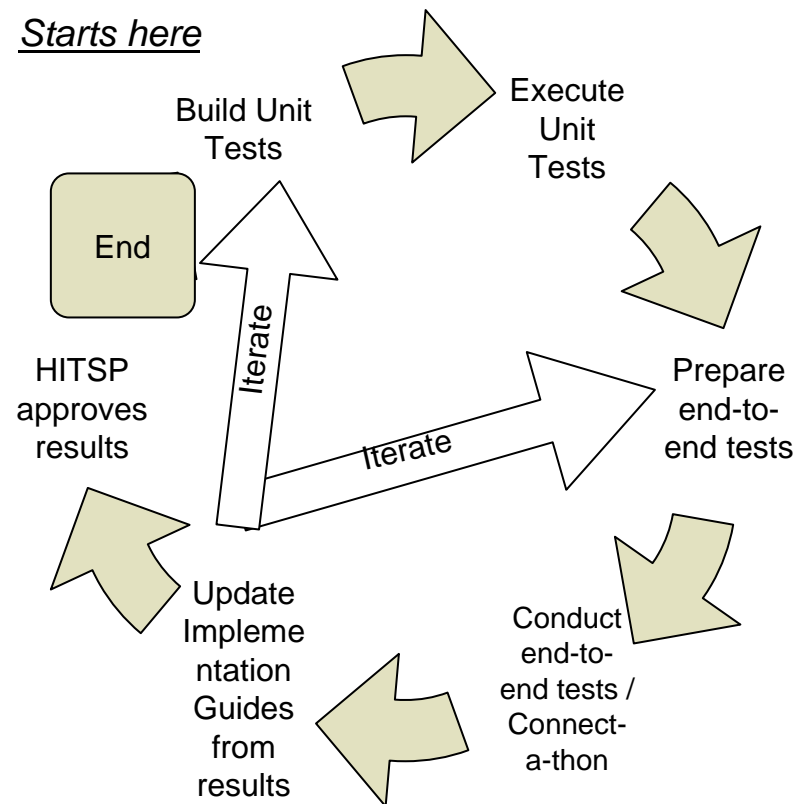 Starts here
Build Unit
Tests
Execute
Unit
Tests
Prepare
end-to-
end tests
Conduct
end-to-
end tests /
Connect-
a-thon
Update
Impleme
ntation
Guides
from
results
HITSP
approves
results
End
Iterate
Iterate